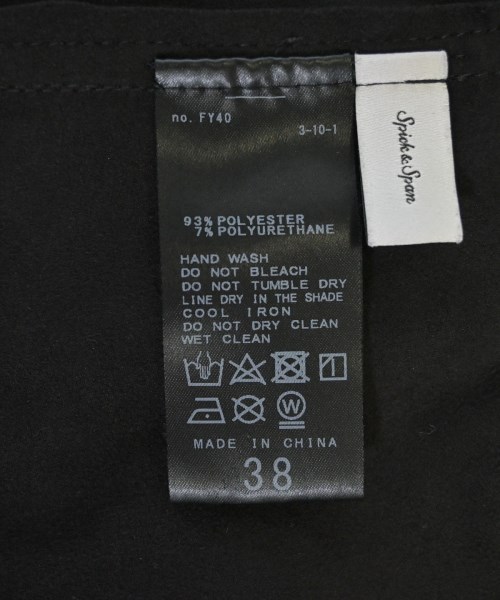 no. FY40
3-10-1
Spick&Span
93% POLYESTER
7% POLYURETHANE
HAND WASH
DO NOT BLEACH
DO NOT TUMBLE DRY
LINE DRY IN THE SHADE
COOL IRON
DO NOT DRY CLEAN
WET CLEAN
W
MADE IN CHINA
38